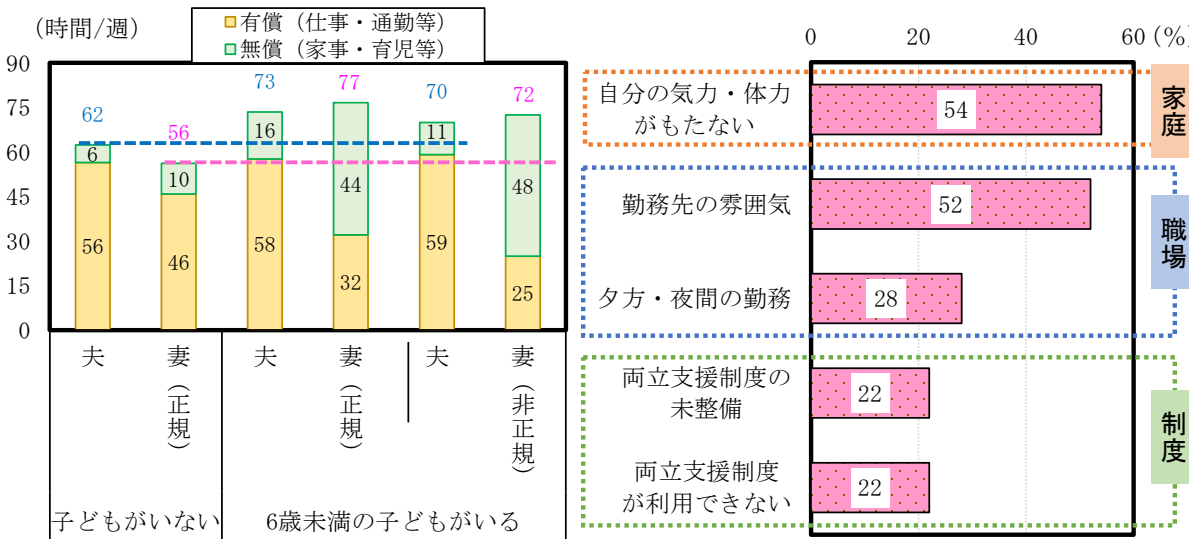 (時間/週)
有償（仕事・通勤等）
無償（家事・育児等）
90
75
60
45
30
15
0
62
6
56
56
10
46
73
16
58
77
44
32
70
11
59
72
48
25
夫
妻（正規）
夫
妻（正規）
夫
妻（非正規）
子どもがいない
6歳未満の子どもがいる
0
20
40
60
(%)
自分の気力・体力
がもたない
54
家庭
勤務先の雰囲気
52
夕方・夜間の勤務
28
職場
両立支援制度の
未整備
22
両立支援制度
が利用できない
22
制度